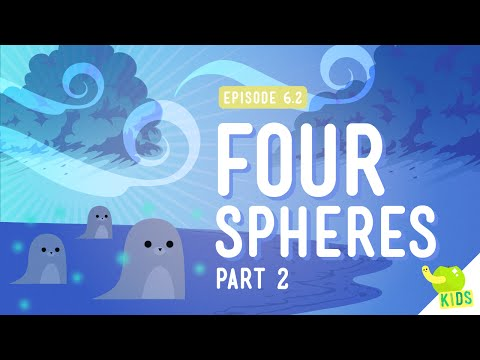 EPISODE 6.2
FOUR
SPHERES
PART 2
KIDS